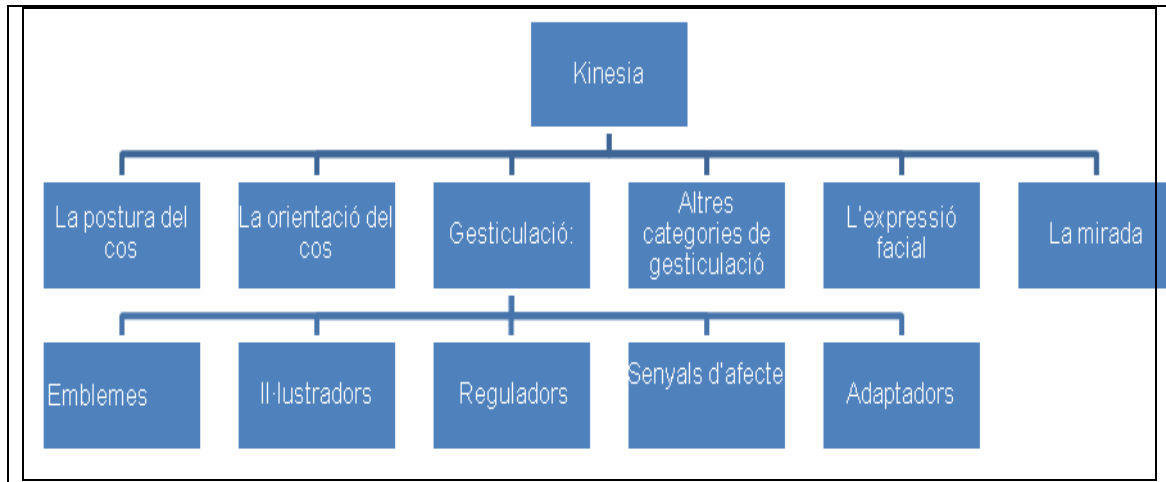 Kinesia
La postura del
cos
La orientació del
cos
Gesticulació:
Altres
categories de
gesticulació
L'expressió
facial
La mirada
Emblemes
Il·lustradors
Reguladors
Senyals d'afecte
Adaptadors